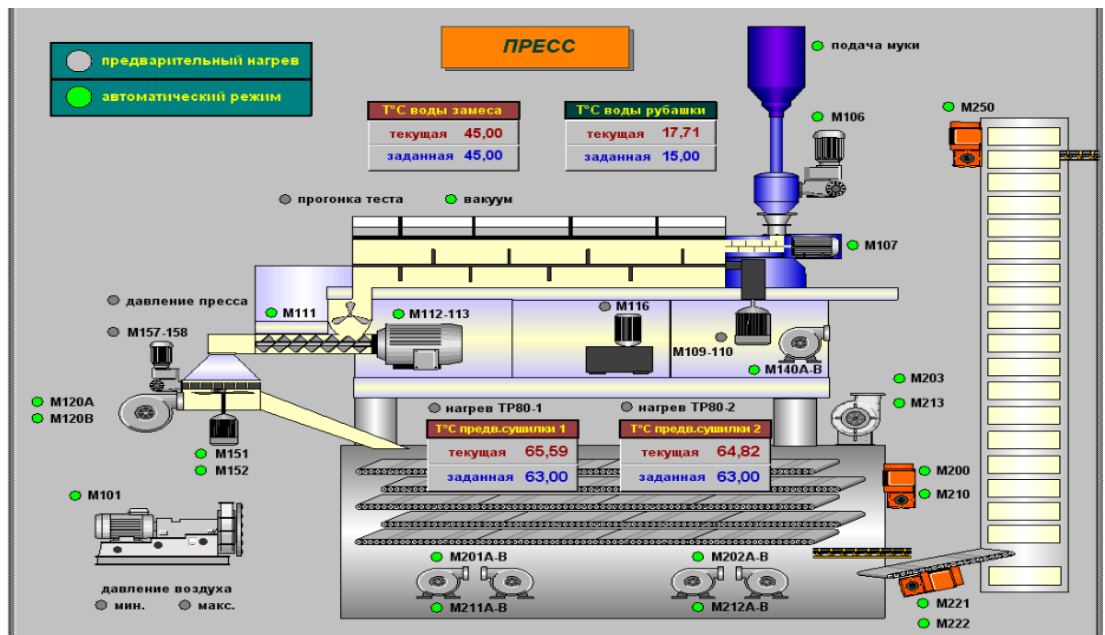 ПРЕСС
предварительный нагрев
автоматический режим
подача муки
Т°С воды замеса
текущая 45,00
заданная 45,00
Т°С воды рубашки
текущая 17,71
заданная 15,00
M250
M106
прогонка теста
вакуум
M107
давление пресса
M111
M112-113
M116
M157-158
M109-110
M140A-B
M120A
M120B
M203
M213
нагрев ТР80-1
нагрев ТР80-2
Т°С предв.сушилки 1
текущая 65,59
заданная 63,00
Т°С предв.сушилки 2
текущая 64,82
заданная 63,00
M151
M152
M200
M210
M101
M201A-B
M202A-B
давление воздуха
мин.
макс.
M211A-B
M212A-B
M221
M222